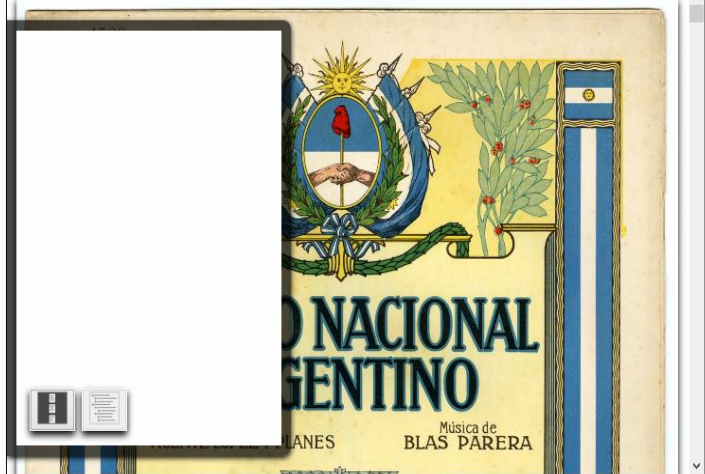 NACIONAL
GENTINO
PLANES
Música de
BLAS PARERA